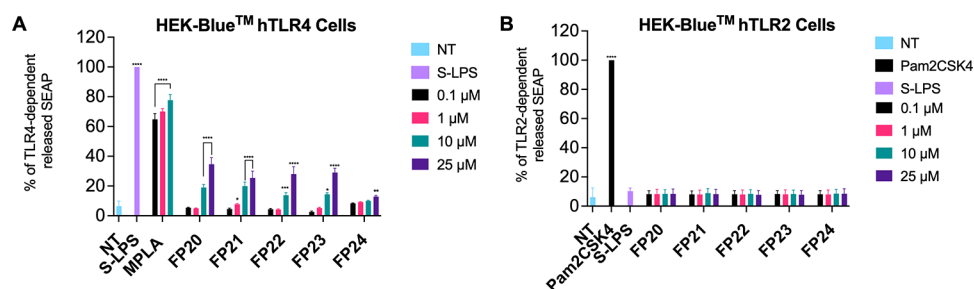 A
HEK-Blue™ hTLR4 Cells
% of TLR4-dependent
released SEAP
120
100
80
60
40
20
0
****
****
****
*
****
***
****
*
****
**
NT
S-LPS
MPLA
FP20
FP21
FP22
FP23
FP24
NT
S-LPS
0.1 µM
1 µM
10 µM
25 µM
B
HEK-Blue™ hTLR2 Cells
% of TLR2-dependent
released SEAP
120
100
80
60
40
20
0
****
NT
Pam2CSK4
S-LPS
FP20
FP21
FP22
FP23
FP24
NT
Pam2CSK4
S-LPS
0.1 µM
1 µM
10 µM
25 µM